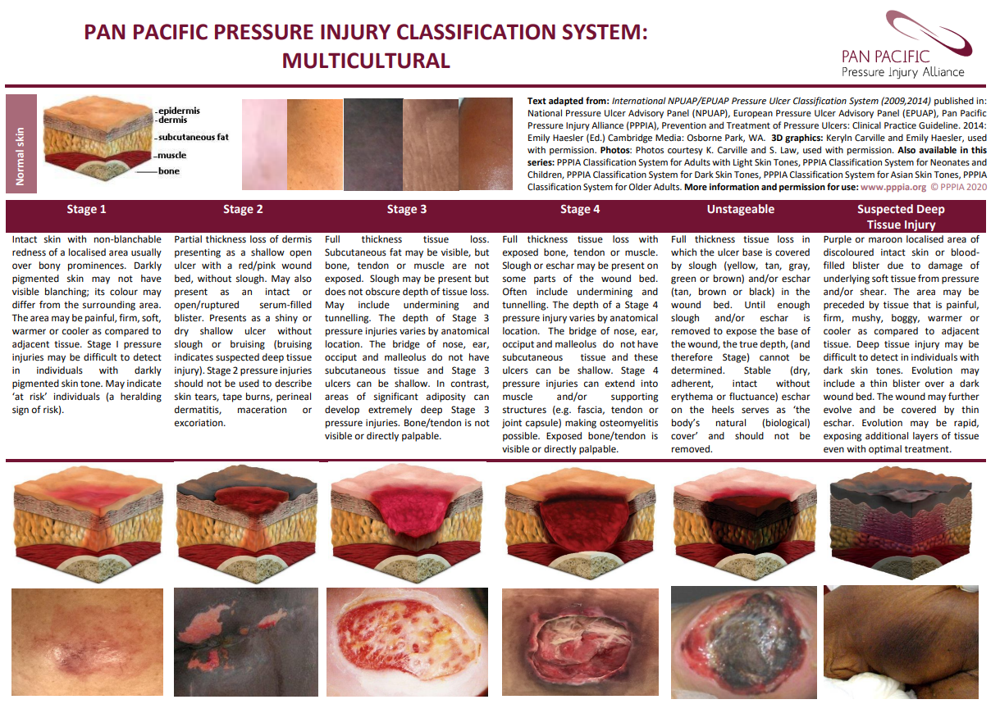 PAN PACIFIC PRESSURE INJURY CLASSIFICATION SYSTEM:
MULTICULTURAL
PAN PACIFIC
Pressure Injury Alliance
Normal skin
epidermis
dermis
subcutaneous fat
muscle
bone
Text adapted from: International NPUAP/EPUAP Pressure Ulcer Classification System (2009,2014) published in:
National Pressure Ulcer Advisory Panel (NPUAP), European Pressure Ulcer Advisory Panel (EPUAP), Pan Pacific
Pressure Injury Alliance (PPPIA), Prevention and Treatment of Pressure Ulcers: Clinical Practice Guideline. 2014:
Emily Haesler (Ed.) Cambridge Media: Osborne Park, WA. 3D graphics: Keryln Carville and Emily Haesler, used
with permission. Photos: Photos courtesy K. Carville and S. Law, used with permission. Also available in this
series: PPPIA Classification System for Adults with Light Skin Tones, PPPIA Classification System for Neonates and
Children, PPPIA Classification System for Dark Skin Tones, PPPIA Classification System for Asian Skin Tones, PPPIA
Classification System for Older Adults. More information and permission for use: www.pppia.org © PPPIA 2020
Stage 1
Intact skin with non-blanchable
redness of a localised area usually
over bony prominences. Darkly
pigmented skin may not have
visible blanching; its colour may
differ from the surrounding area.
The area may be painful, firm, soft,
warmer or cooler as compared to
adjacent tissue. Stage I pressure
injuries may be difficult to detect
in individuals with darkly
pigmented skin tone. May indicate
‘at risk’ individuals (a heralding
sign of risk).
Stage 2
Partial thickness loss of dermis
presenting as a shallow open
ulcer with a red/pink wound
bed, without slough. May also
present as an intact or
open/ruptured serum-filled
blister. Presents as a shiny or
dry shallow ulcer without
slough or bruising (bruising
indicates suspected deep tissue
injury). Stage 2 pressure injuries
should not be used to describe
skin tears, tape burns, perineal
dermatitis, maceration or
excoriation.
Stage 3
Full thickness tissue loss.
Subcutaneous fat may be visible, but
bone, tendon or muscle are not
exposed. Slough may be present but
does not obscure depth of tissue loss.
May include undermining and
tunnelling. The depth of Stage 3
pressure injuries varies by anatomical
location. The bridge of nose, ear,
occiput and malleolus do not have
subcutaneous tissue and Stage 3
ulcers can be shallow. In contrast,
areas of significant adiposity can
develop extremely deep Stage 3
pressure injuries. Bone/tendon is not
visible or directly palpable.
Stage 4
Full thickness tissue loss with
exposed bone, tendon or muscle.
Slough or eschar may be present on
some parts of the wound bed.
Often include undermining and
tunnelling. The depth of a Stage 4
pressure injury varies by anatomical
location. The bridge of nose, ear,
occiput and malleolus do not have
subcutaneous tissue and these
ulcers can be shallow. Stage 4
pressure injuries can extend into
muscle and/or supporting
structures (e.g. fascia, tendon or
joint capsule) making osteomyelitis
possible. Exposed bone/tendon is
visible or directly palpable.
Unstageable
Full thickness tissue loss in
which the ulcer base is covered
by slough (yellow, tan, gray,
green or brown) and/or eschar
(tan, brown or black) in the
wound bed. Until enough
slough and/or eschar is
removed to expose the base of
the wound, the true depth, (and
therefore Stage) cannot be
determined. Stable (dry,
adherent, intact without
erythema or fluctuance) eschar
on the heels serves as ‘the
body’s natural (biological)
cover’ and should not be
removed.
Suspected Deep
Tissue Injury
Purple or maroon localised area of
discoloured intact skin or blood-
filled blister due to damage of
underlying soft tissue from pressure
and/or shear. The area may be
preceded by tissue that is painful,
firm, mushy, boggy, warmer or
cooler as compared to adjacent
tissue. Deep tissue injury may be
difficult to detect in individuals with
dark skin tones. Evolution may
include a thin blister over a dark
wound bed. The wound may further
evolve and be covered by thin
eschar. Evolution may be rapid,
exposing additional layers of tissue
even with optimal treatment.